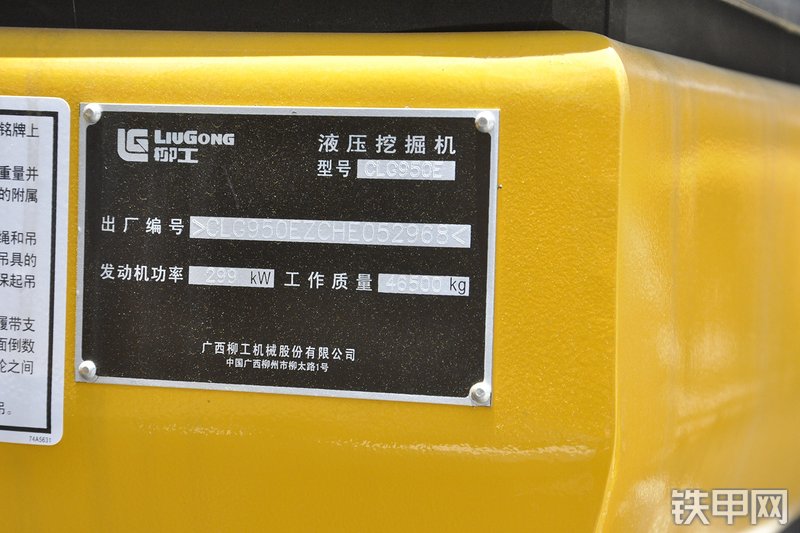 铭牌上
重量并
的附属
绳和吊
吊具的
保起吊
履带支
面倒数
轮之间
吊。
74A5631
LG LIUGONG
柳工
液压挖掘机
型号 CLG950E
出厂编号 >CLG950EZCHE052968<
发动机功率 299 kW 工作质量 46500 kg
广西柳工机械股份有限公司
中国广西柳州市柳太路1号
铁甲网